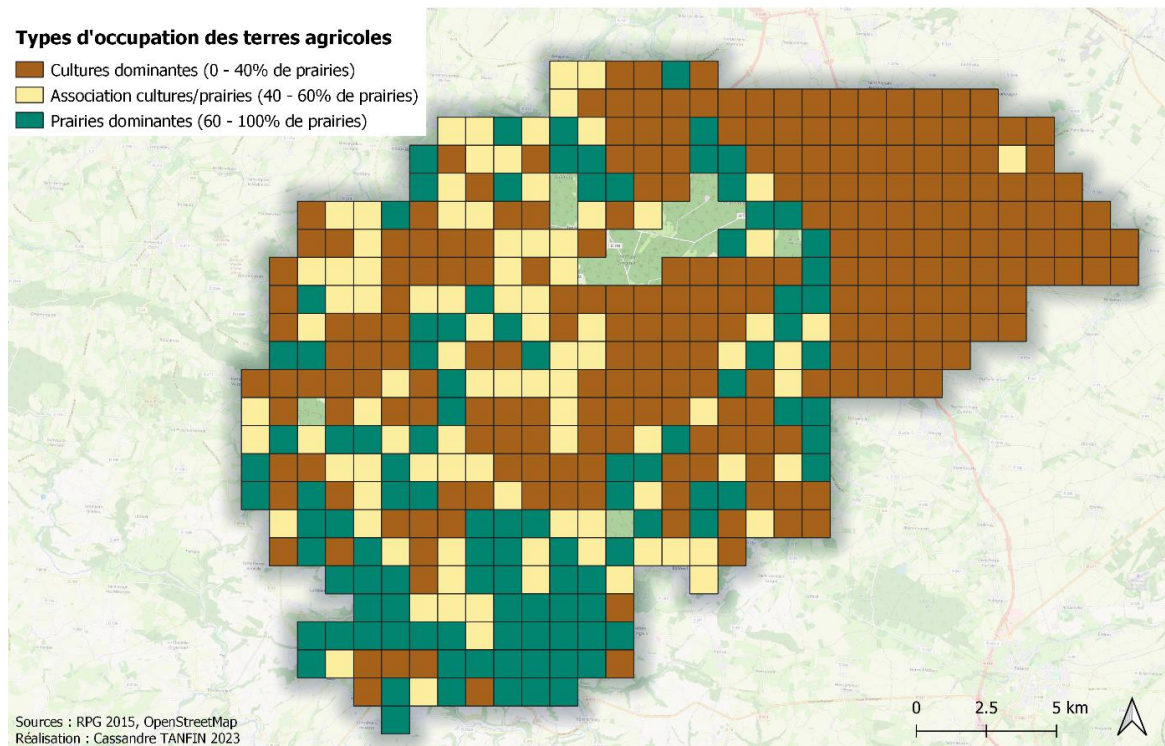 Types d'occupation des terres agricoles
Cultures dominantes (0 - 40% de prairies)
Association cultures/prairies (40 - 60% de prairies)
Prairies dominantes (60 - 100% de prairies)
Sources : RPG 2015, OpenStreetMap
Réalisation : Cassandre TANFIN 2023
0 2.5 5 km